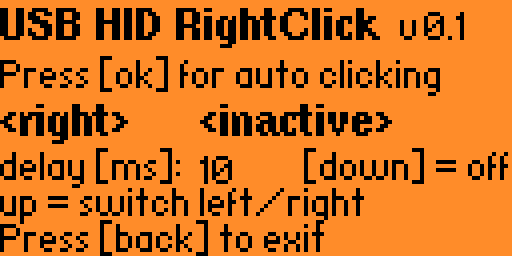 USB HID RightClick v0.1
Press [ok] for auto clicking
<right> <inactive>
delay [ms]: 10 [down] = off
up = switch left/right
Press [back] to exit